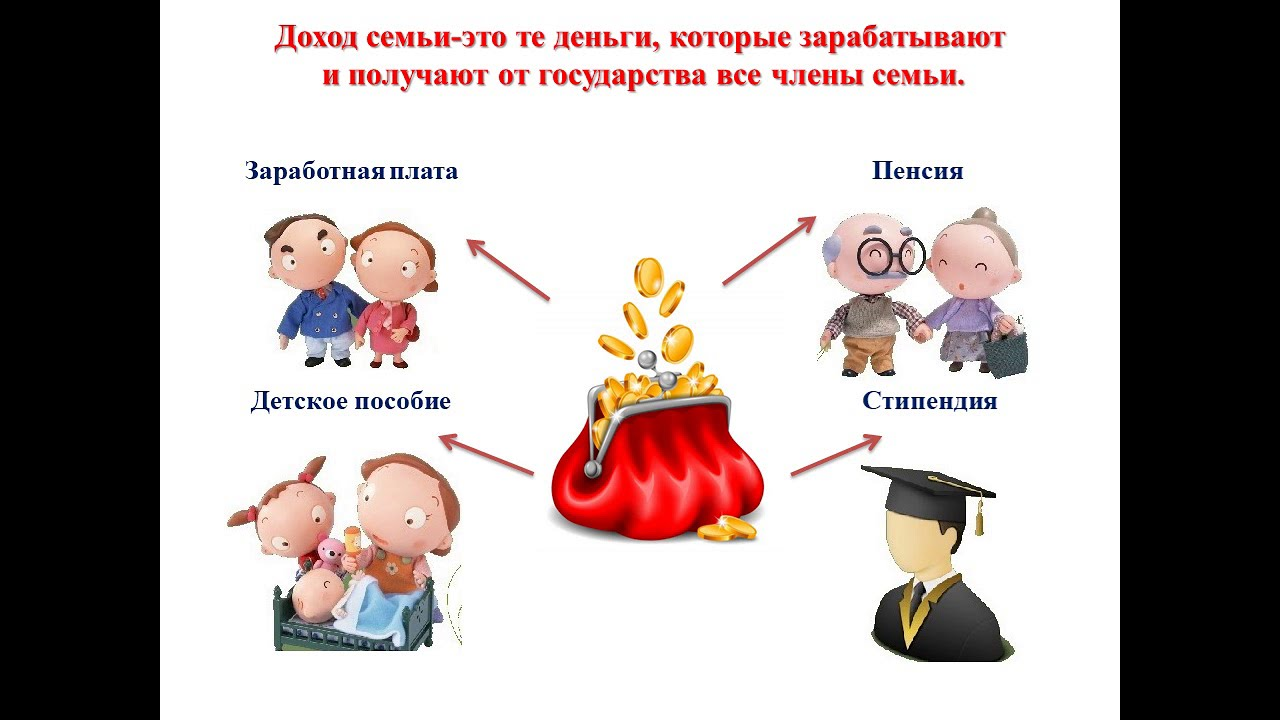 Доход семьи-это те деньги, которые зарабатывают
и получают от государства все члены семьи.
Заработная плата
Пенсия
Детское пособие
Стипендия